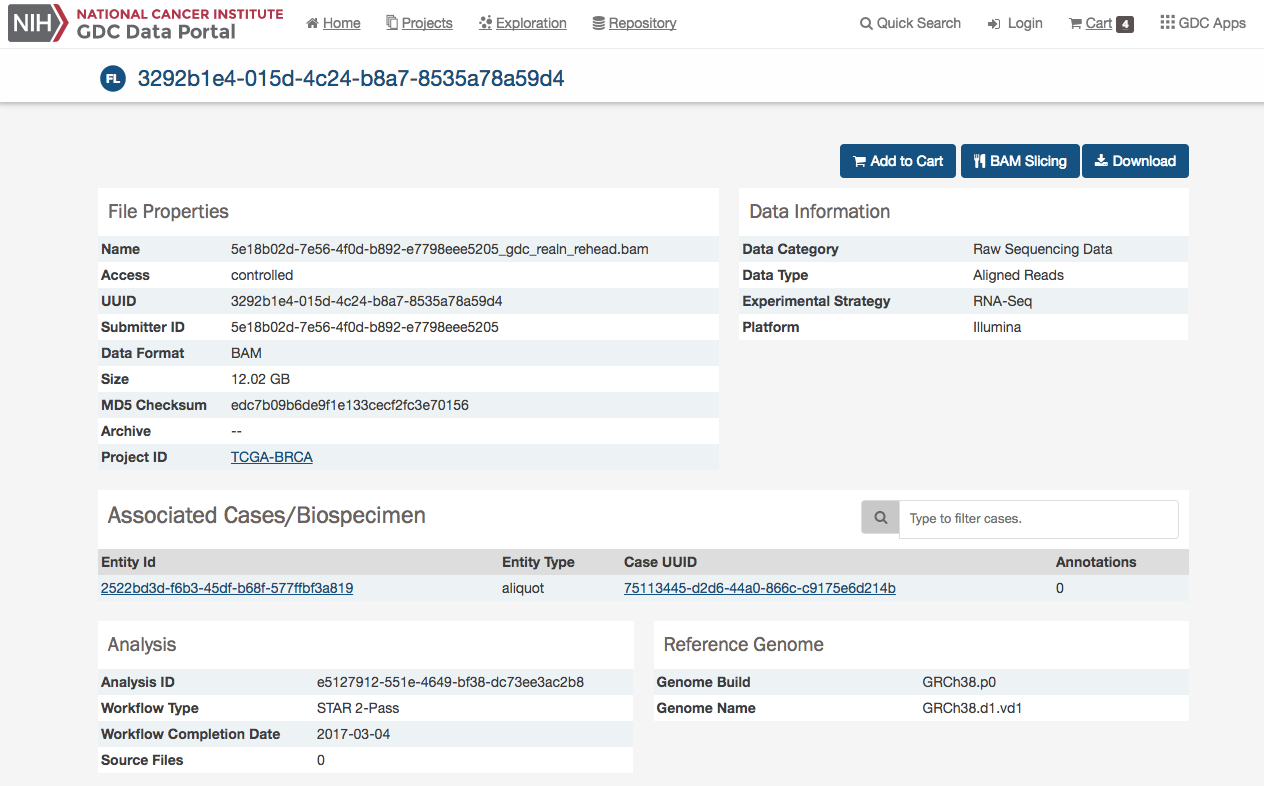 NIH NATIONAL CANCER INSTITUTE
GDC Data Portal
Home Projects Exploration Repository Quick Search Login Cart 4 GDC Apps
FL 3292b1e4-015d-4c24-b8a7-8535a78a59d4
Add to Cart BAM Slicing Download
File Properties
Name 5e18b02d-7e56-4f0d-b892-e7798eee5205_gdc_realn_rehead.bam
Access controlled
UUID 3292b1e4-015d-4c24-b8a7-8535a78a59d4
Submitter ID 5e18b02d-7e56-4f0d-b892-e7798eee5205
Data Format BAM
Size 12.02 GB
MD5 Checksum edc7b09b6de9f1e133cecf2fc3e70156
Archive --
Project ID TCGA-BRCA
Data Information
Data Category Raw Sequencing Data
Data Type Aligned Reads
Experimental Strategy RNA-Seq
Platform Illumina
Associated Cases/Biospecimen
Type to filter cases.
Entity Id Entity Type Case UUID Annotations
2522bd3d-f6b3-45df-b68f-577ffbf3a819 aliquot 75113445-d2d6-44a0-866c-c9175e6d214b 0
Analysis
Analysis ID e5127912-551e-4649-bf38-dc73ee3ac2b8
Workflow Type STAR 2-Pass
Workflow Completion Date 2017-03-04
Source Files 0
Reference Genome
Genome Build GRCh38.p0
Genome Name GRCh38.d1.vd1